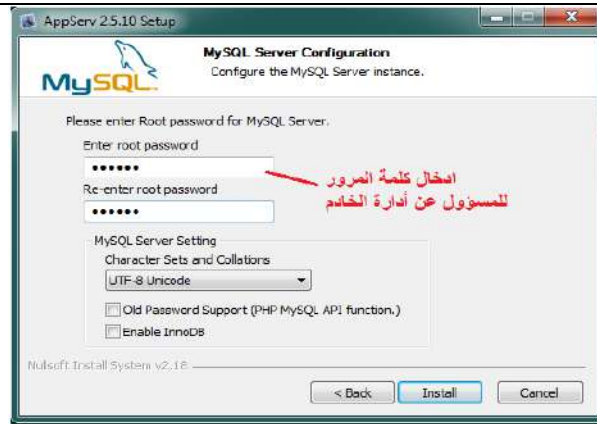 AppServ 2.5.10 Setup
MySQL Server Configuration
Configure the MySQL Server instance.
MySQL
Please enter Root password for MySQL Server.
Enter root password
••••••
ادخال كلمة المرور
للمسؤول عن أدارة الخادم
Re-enter root password
••••••
MySQL Server Setting
Character Sets and Collations
UTF-8 Unicode
Old Password Support (PHP MySQL API function.)
Enable InnoDB
Nullsoft Install System v2.18
< Back
Install
Cancel